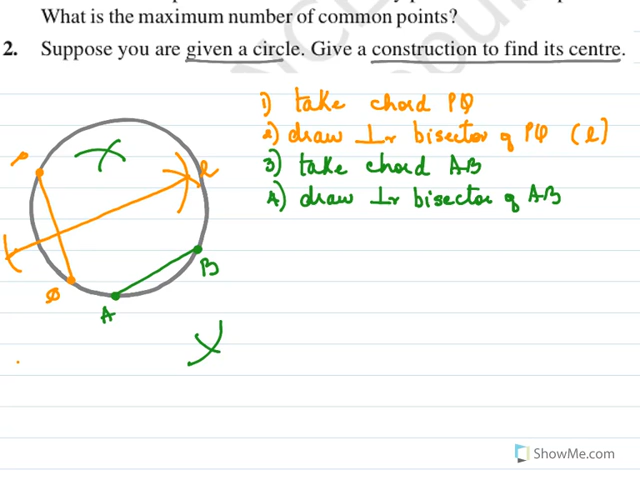 What is the maximum number of common points?
2. Suppose you are given a circle. Give a construction to find its centre.
1) take chord PQ
2) draw ⊥r bisector of PQ (l)
3) take chord AB
4) draw ⊥r bisector of AB
P
l
B
Q
A
ShowMe.com